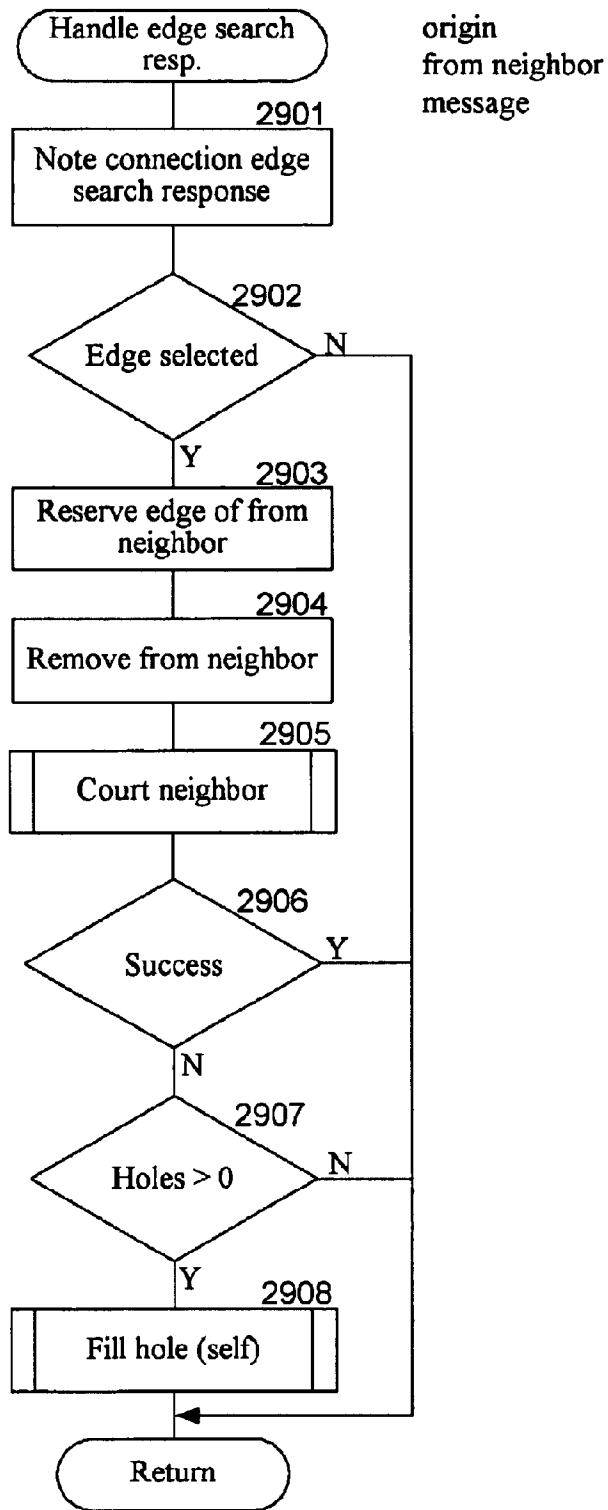 Handle edge search
resp.
origin
from neighbor
message
2901
Note connection edge
search response
2902
Edge selected
N
Y
2903
Reserve edge of from
neighbor
2904
Remove from neighbor
2905
Court neighbor
2906
Success
Y
N
2907
Holes > 0
N
Y
2908
Fill hole (self)
Return